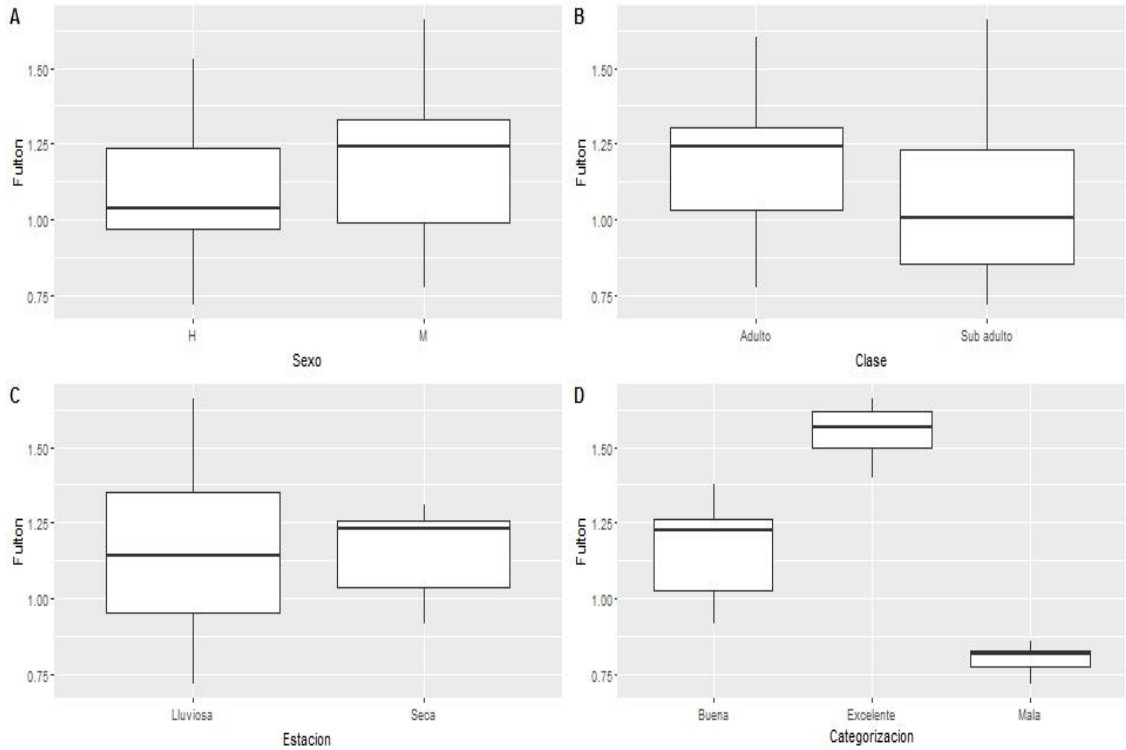 A
Fulton
1.50
1.25
1.00
0.75
H M
Sexo
B
Fulton
1.50
1.25
1.00
0.75
Adulto Sub adulto
Clase
C
Fulton
1.50
1.25
1.00
0.75
Lluviosa Seca
Estacion
D
Fulton
1.50
1.25
1.00
0.75
Buena Excelente Mala
Categorizacion